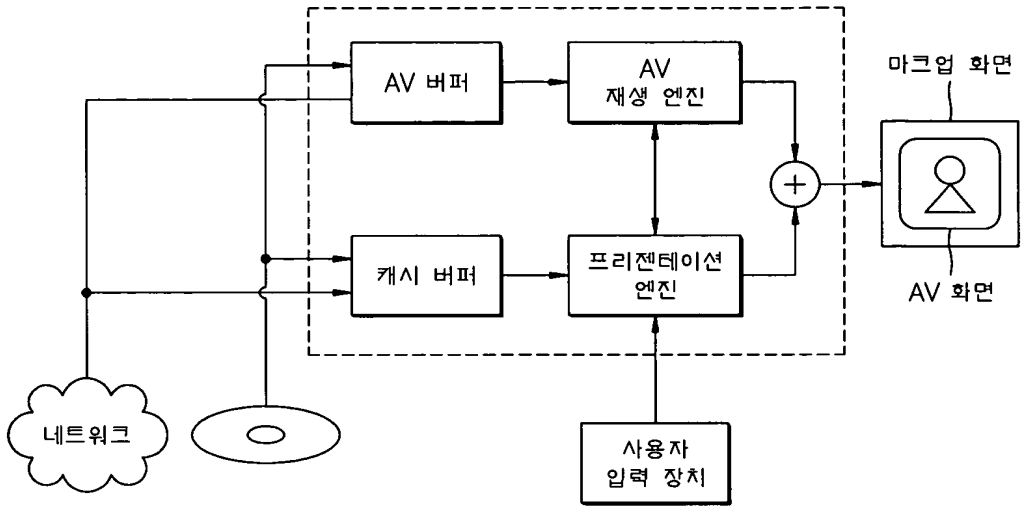 AV 버퍼
AV
재생 엔진
마크업 화면
+
캐시 버퍼
프리젠테이션
엔진
AV 화면
네트워크
사용자
입력 장치